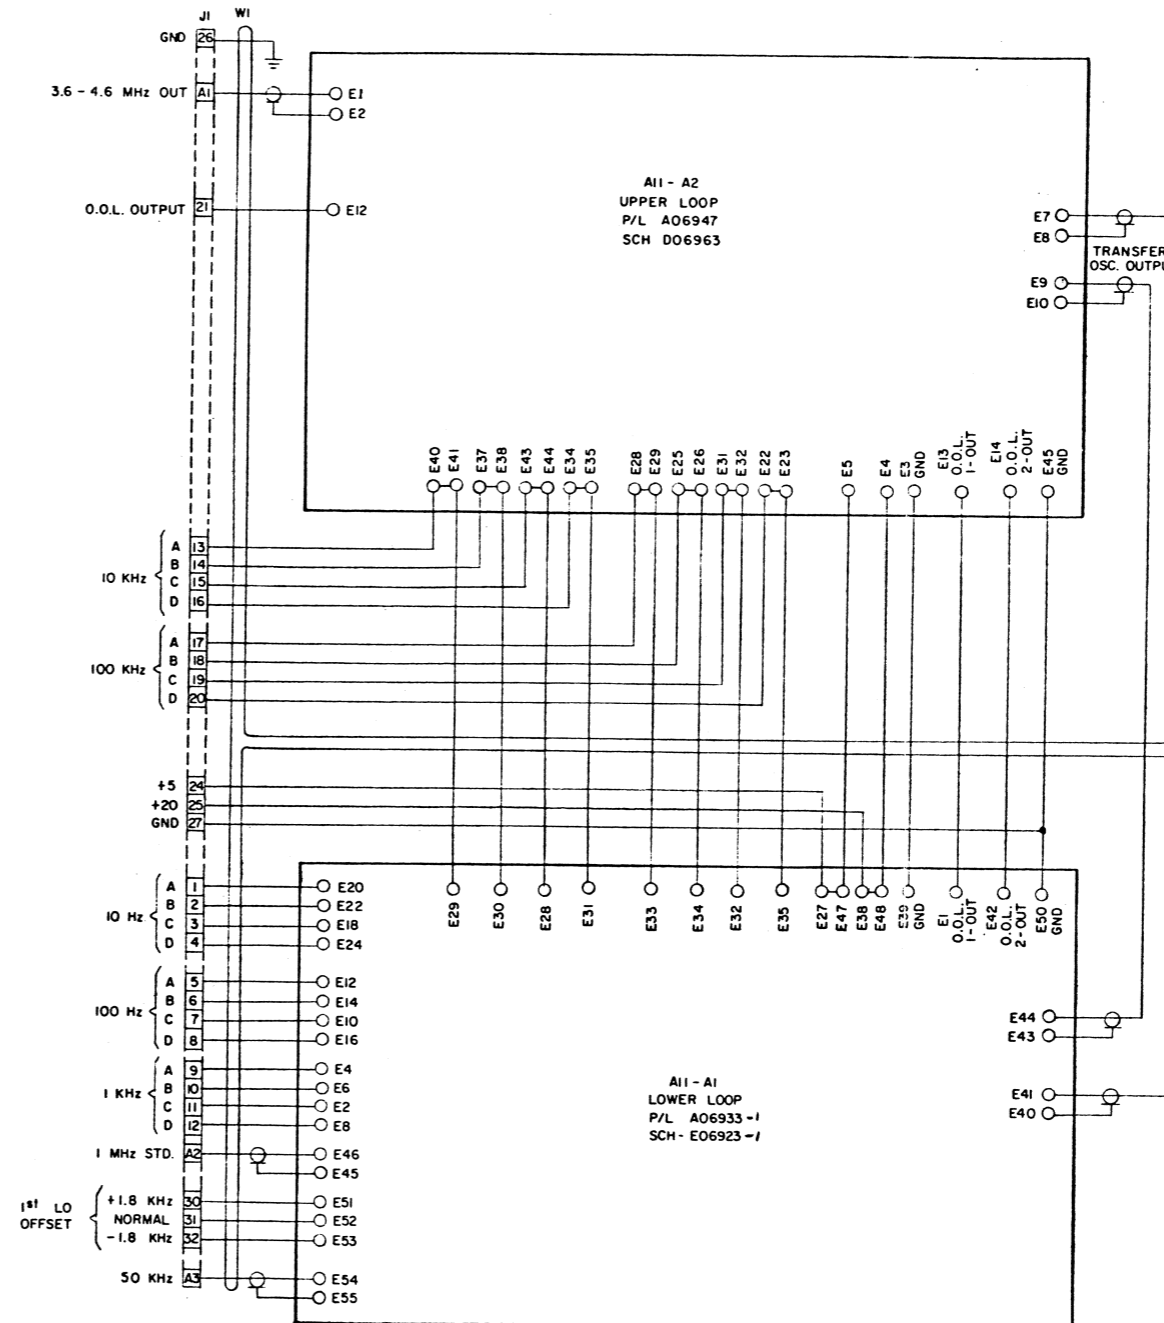 J1 W1
GND 26
3.6 - 4.6 MHz OUT A1
E1
E2
O.O.L. OUTPUT 21
E12
A11 - A2
UPPER LOOP
P/L A06947
SCH D06963
E7
E8
TRANSFER
OSC.
E9
E10
E40
E41
E37
E38
E43
E44
E34
E35
E28
E29
E25
E26
E31
E32
E22
E23
E5
E4
E3
GND
E13
O.O.L.
1-OUT
E14
O.O.L.
2-OUT
E45
GND
10 KHz
A 13
B 14
C 15
D 16
100 KHz
A 17
B 18
C 19
D 20
+5 24
+20 25
GND 27
10 Hz
A 1 E20
B 2 E22
C 3 E18
D 4 E24
E29
E30
E28
E31
E33
E34
E32
E35
E27
E47
E38
E48
E39
GND
E1
O.O.L.
1-OUT
E42
O.O.L.
2-OUT
E50
GND
100 Hz
A 5 E12
B 6 E14
C 7 E10
D 8 E16
1 KHz
A 9 E4
B 10 E6
C 11 E2
D 12 E8
A11 - A1
LOWER LOOP
P/L A06933-1
SCH- E06923-1
E44
E43
E41
E40
1 MHz STD. A2 E46
E45
1st LO
OFFSET
+1.8 KHz 30 E51
NORMAL 31 E52
-1.8 KHz 32 E53
50 KHz A3 E54
E55